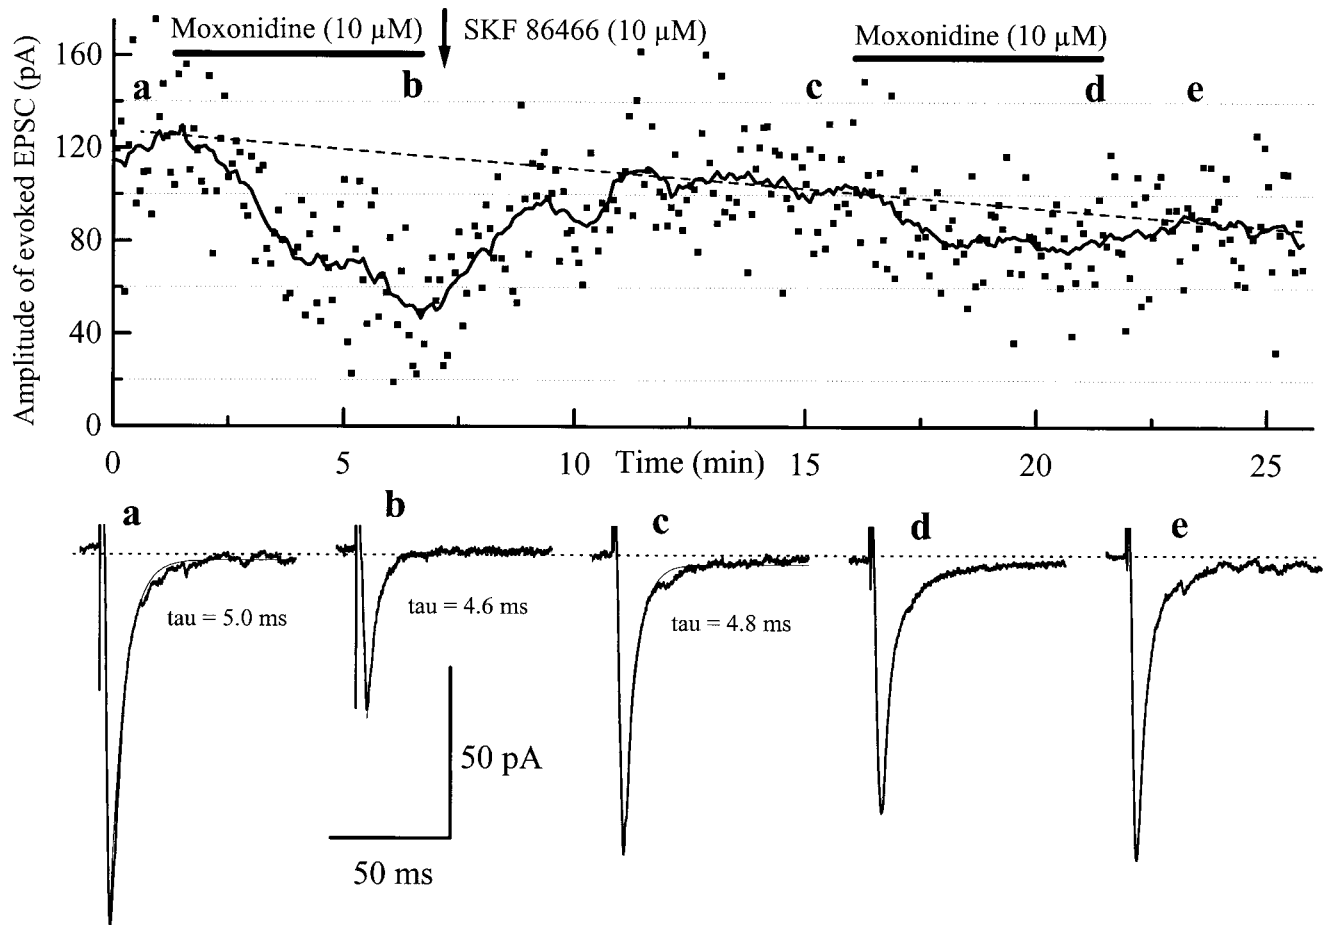 Moxonidine (10 µM)
SKF 86466 (10 µM)
Moxonidine (10 µM)
Amplitude of evoked EPSC (pA)
160
120
80
40
0
a
b
c
d
e
0
5
10
Time (min)
15
20
25
a
b
c
d
e
tau = 5.0 ms
tau = 4.6 ms
tau = 4.8 ms
50 pA
50 ms